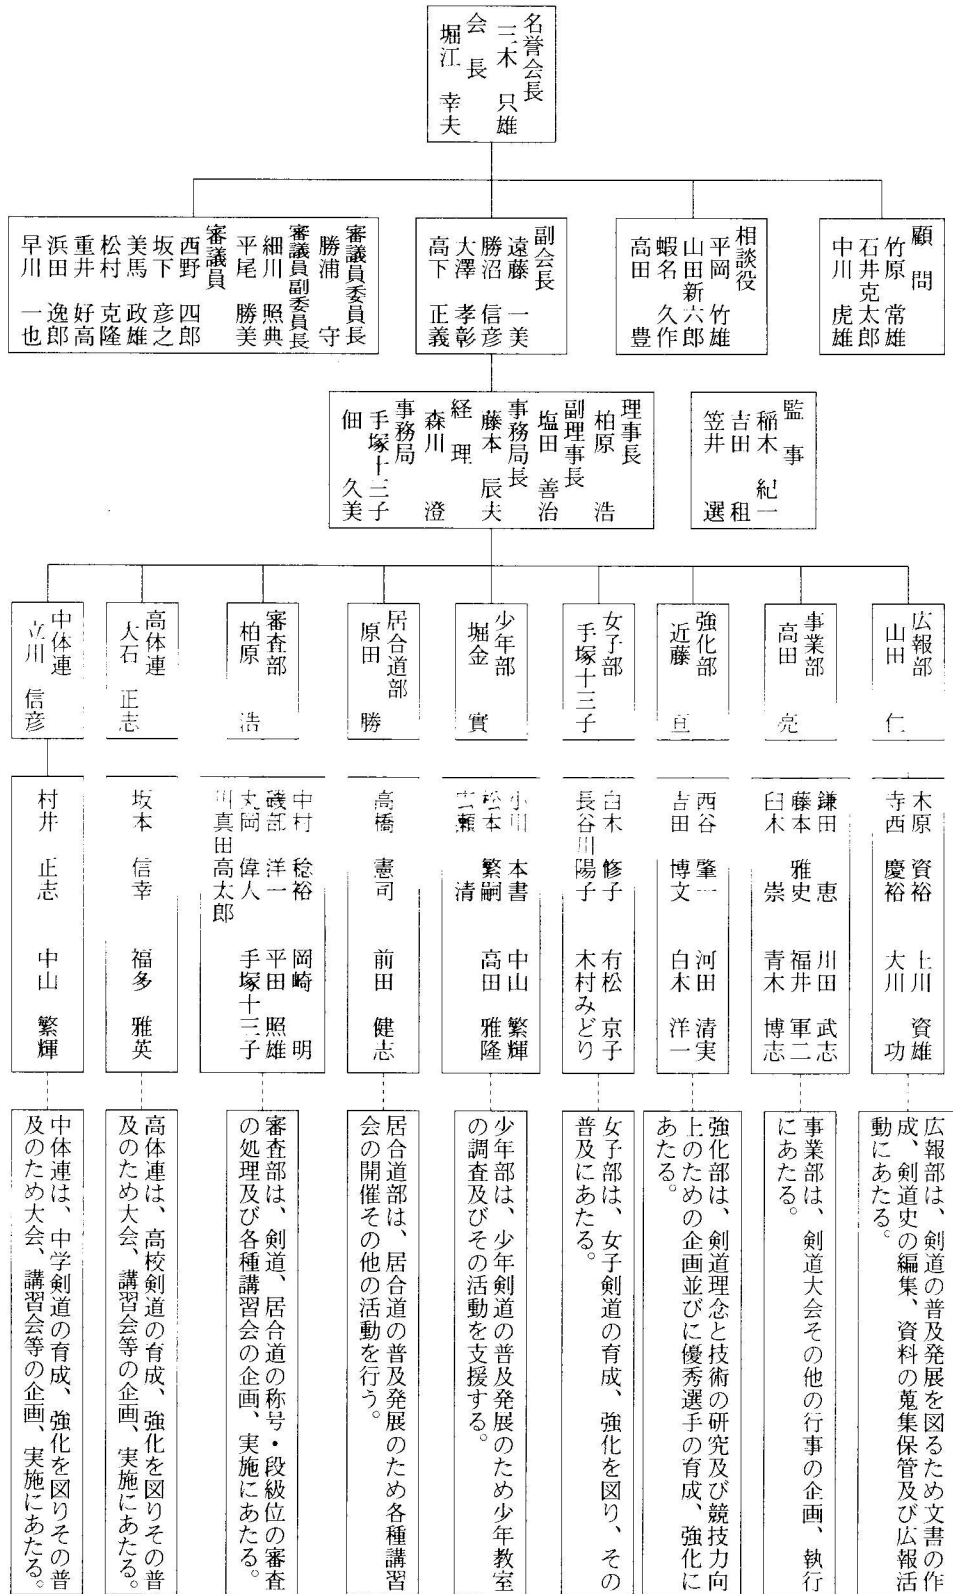 名誉会長
三木 只雄
会長
堀江 幸夫
顧問
竹原 常雄
石井克太郎
中川 虎雄
相談役
平岡 竹雄
山田新六郎
蝦名 久作
高田 豊
副会長
遠藤 一美
勝沼 信彦
大澤 孝彰
高下 正義
審議員委員長
勝浦 守
審議員副委員長
細川 照典
平尾 勝美
審議員
西野 四郎
坂下 彦之
美馬 政雄
松村 克隆
重井 好高
浜田 逸郎
早川 一也
監事
稲木 紀一
吉田 租
笠井 選
理事長
柏原 浩
副理事長
塩田 善治
事務局長
藤本 辰夫
経理
森川 澄
事務局
手塚十三子
佃 久美
広報部
山田 仁
木原 資裕 上川 資雄
寺西 慶裕 大川 功
広報部は、剣道の普及発展を図るため文書の作
成、剣道史の編集、資料の蒐集保管及び広報活
動にあたる。
事業部
高田 亮
鎌田 恵 川田 武志
藤本 雅史 福井 軍二
臼木 崇 青木 博志
事業部は、剣道大会その他の行事の企画、執行
にあたる。
強化部
近藤 亘
西谷 肇一 河田 清実
吉田 博文 白木 洋一
強化部は、剣道理念と技術の研究及び競技力向
上のための企画並びに優秀選手の育成、強化に
あたる。
女子部
手塚十三子
白木 修子 有松 京子
長谷川陽子 木村みどり
女子部は、女子剣道の育成、強化を図り、その
普及にあたる。
少年部
堀金 實
小川 本書 中山 繁輝
松本 繁嗣 高田 雅隆
清
少年部は、少年剣道の普及発展のため少年教室
の調査及びその活動を支援する。
居合道部
原田 勝
高橋 憲司 前田 健志
居合道部は、居合道の普及発展のため各種講習
会の開催その他の活動を行う。
審査部
柏原 浩
中村 稔裕 岡崎 明
磯部 洋一 平田 照雄
丸岡 偉人 手塚十三子
川真田高太郎
審査部は、剣道、居合道の称号・段級位の審査
の処理及び各種講習会の企画、実施にあたる。
高体連
大石 正志
坂本 信幸 福多 雅英
高体連は、高校剣道の育成、強化を図りその普
及のため大会、講習会等の企画、実施にあたる。
中体連
立川 信彦
村井 正志 中山 繁輝
中体連は、中学剣道の育成、強化を図りその普
及のため大会、講習会等の企画、実施にあたる。